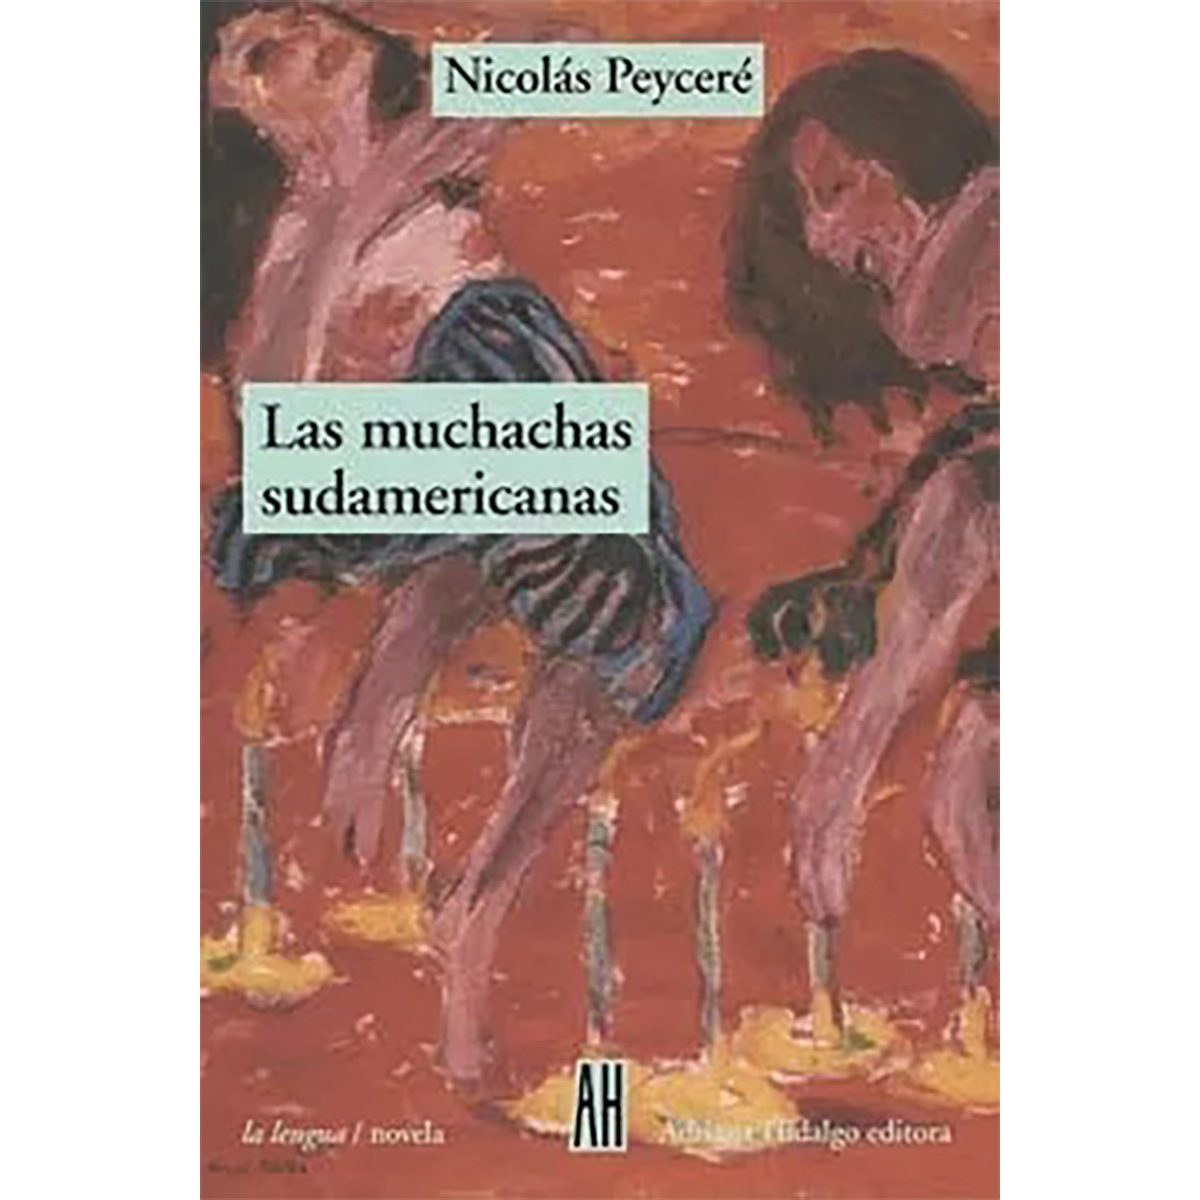 Nicolás Peyceré
Las muchachas
sudamericanas
AH
la lengua / novela
Adriana Hidalgo editora